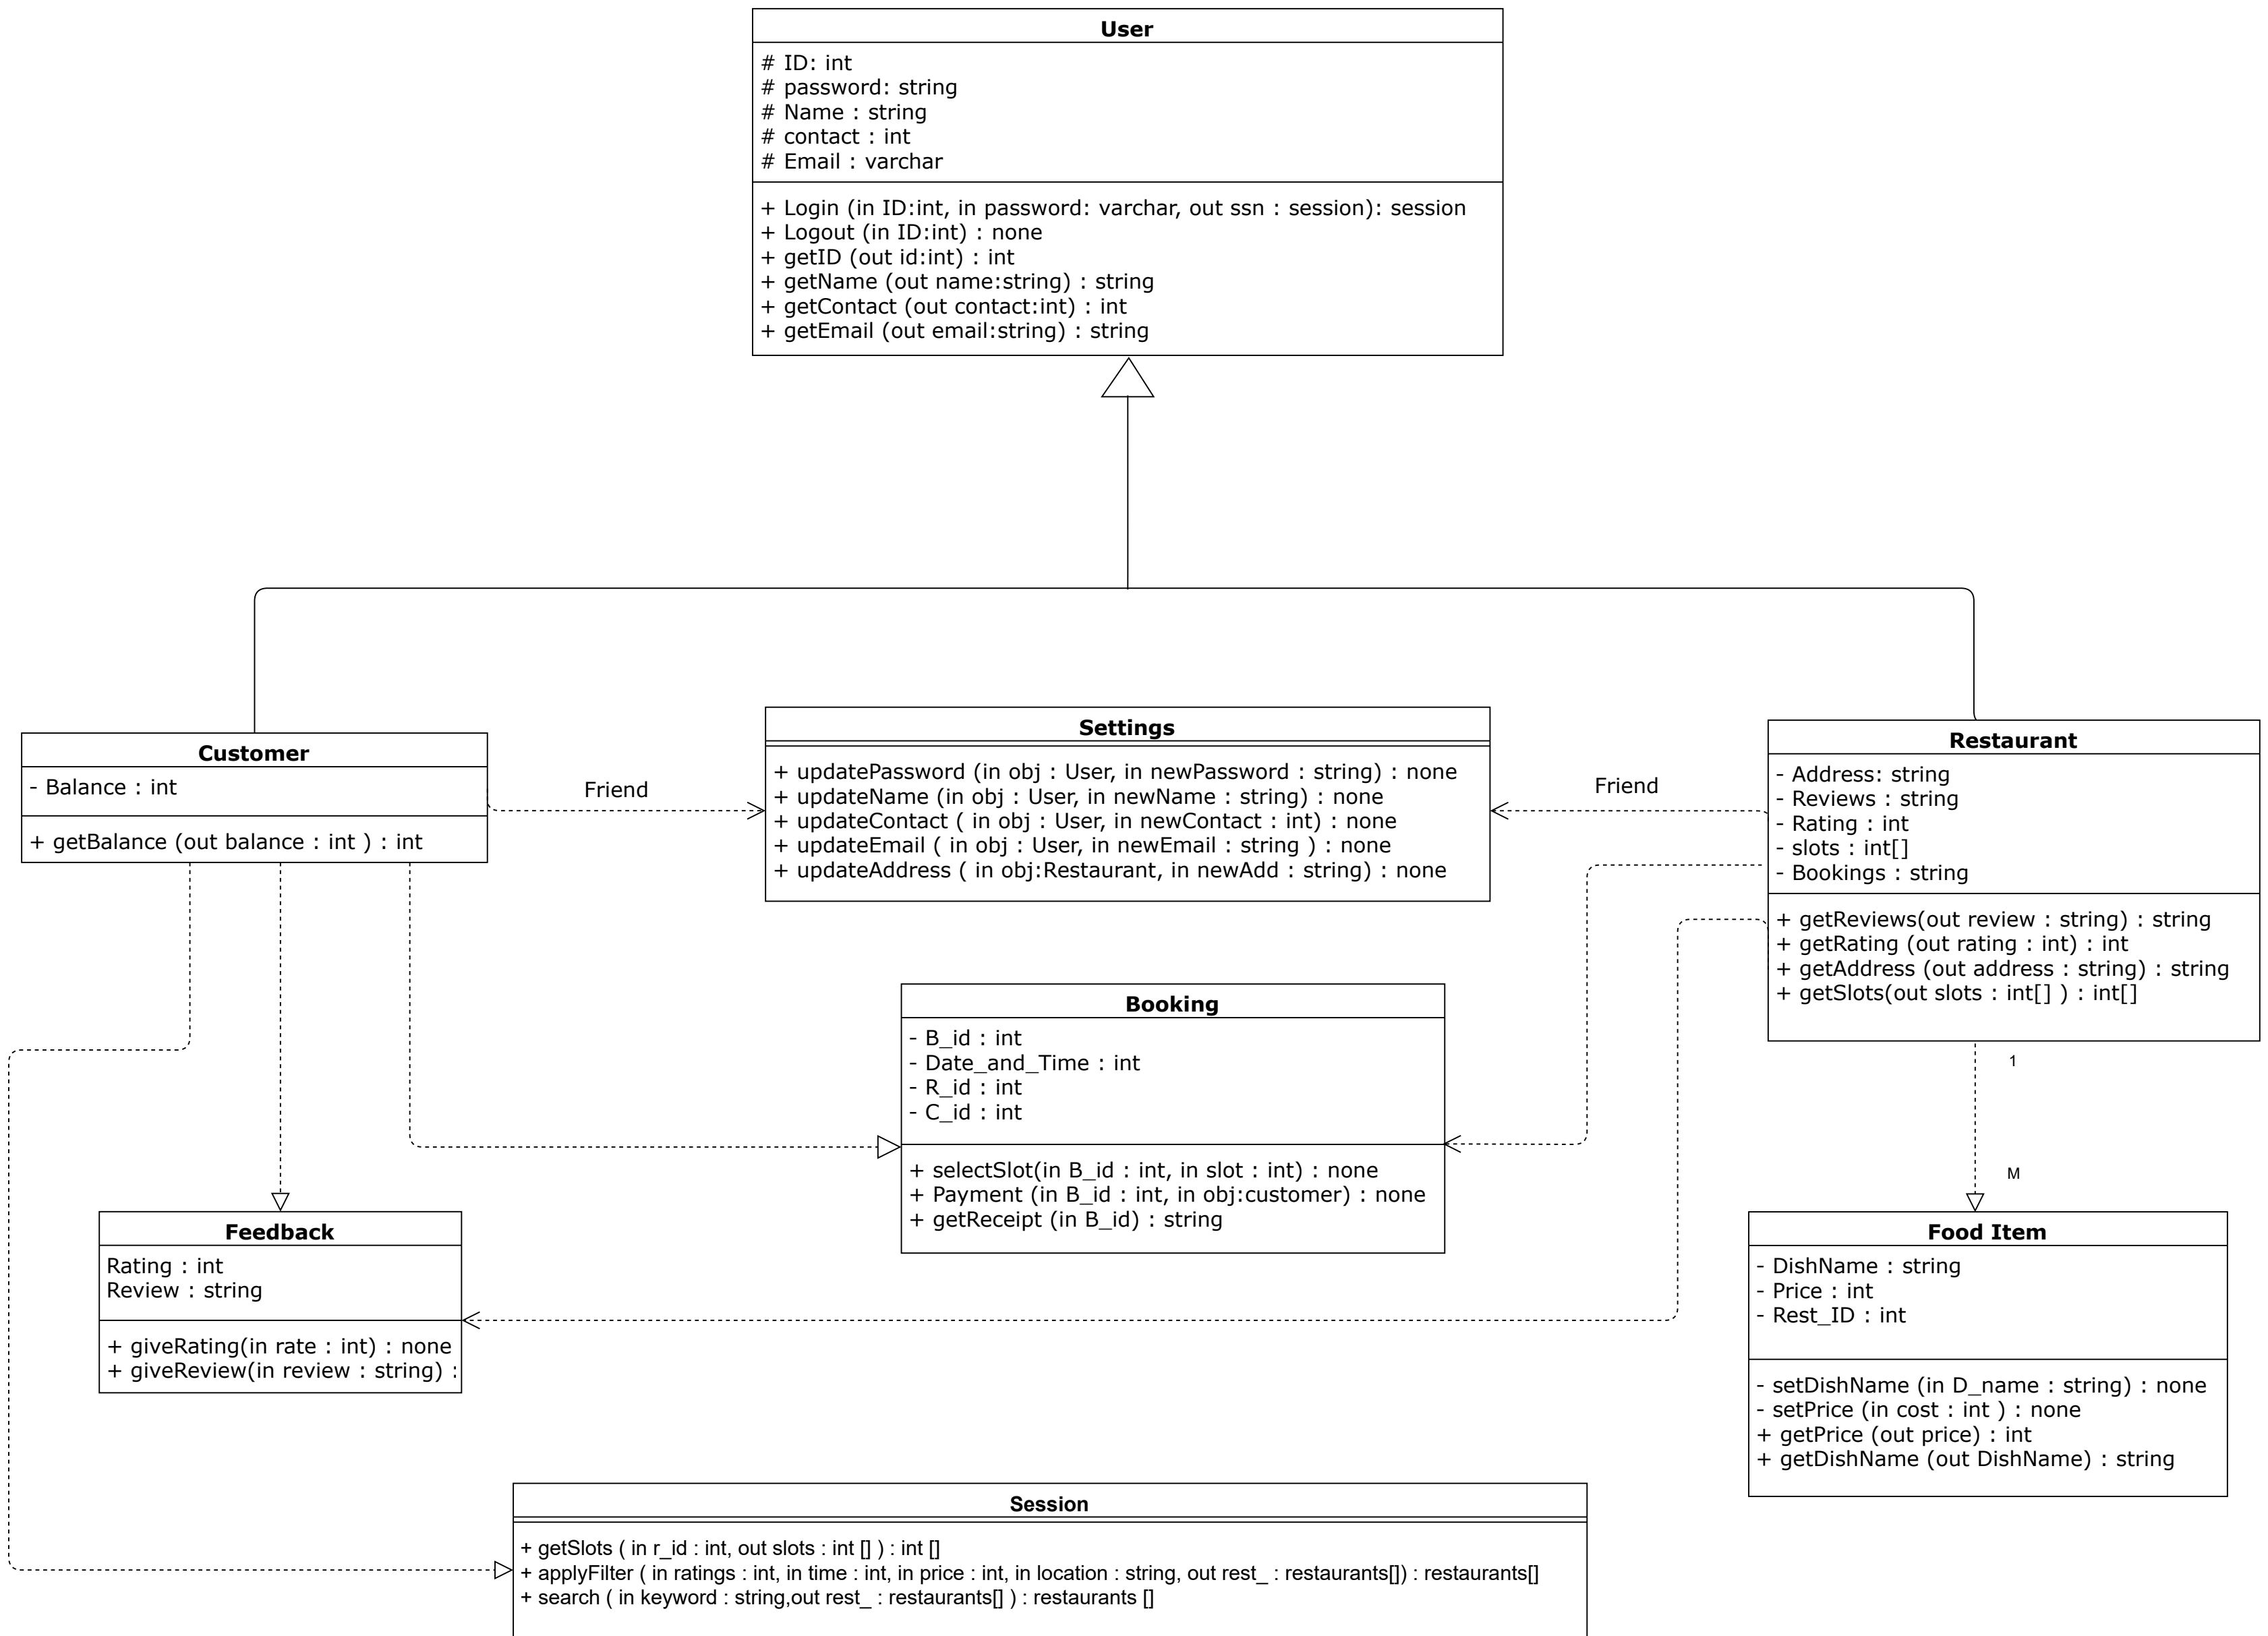 User
# ID: int
# password: string
# Name : string
# contact : int
# Email : varchar
+ Login (in ID:int, in password: varchar, out ssn : session): session
+ Logout (in ID:int) : none
+ getID (out id:int) : int
+ getName (out name:string) : string
+ getContact (out contact:int) : int
+ getEmail (out email:string) : string
Customer
- Balance : int
+ getBalance (out balance : int ) : int
Friend
Settings
+ updatePassword (in obj : User, in newPassword : string) : none
+ updateName (in obj : User, in newName : string) : none
+ updateContact ( in obj : User, in newContact : int) : none
+ updateEmail ( in obj : User, in newEmail : string ) : none
+ updateAddress ( in obj:Restaurant, in newAdd : string) : none
Friend
Restaurant
- Address: string
- Reviews : string
- Rating : int
- slots : int[]
- Bookings : string
+ getReviews(out review : string) : string
+ getRating (out rating : int) : int
+ getAddress (out address : string) : string
+ getSlots(out slots : int[] ) : int[]
Booking
- B_id : int
- Date_and_Time : int
- R_id : int
- C_id : int
+ selectSlot(in B_id : int, in slot : int) : none
+ Payment (in B_id : int, in obj:customer) : none
+ getReceipt (in B_id) : string
1
M
Feedback
Rating : int
Review : string
+ giveRating(in rate : int) : none
+ giveReview(in review : string) :
Food Item
- DishName : string
- Price : int
- Rest_ID : int
- setDishName (in D_name : string) : none
- setPrice (in cost : int ) : none
+ getPrice (out price) : int
+ getDishName (out DishName) : string
Session
+ getSlots ( in r_id : int, out slots : int [] ) : int []
+ applyFilter ( in ratings : int, in time : int, in price : int, in location : string, out rest_ : restaurants[]) : restaurants[]
+ search ( in keyword : string,out rest_ : restaurants[] ) : restaurants []